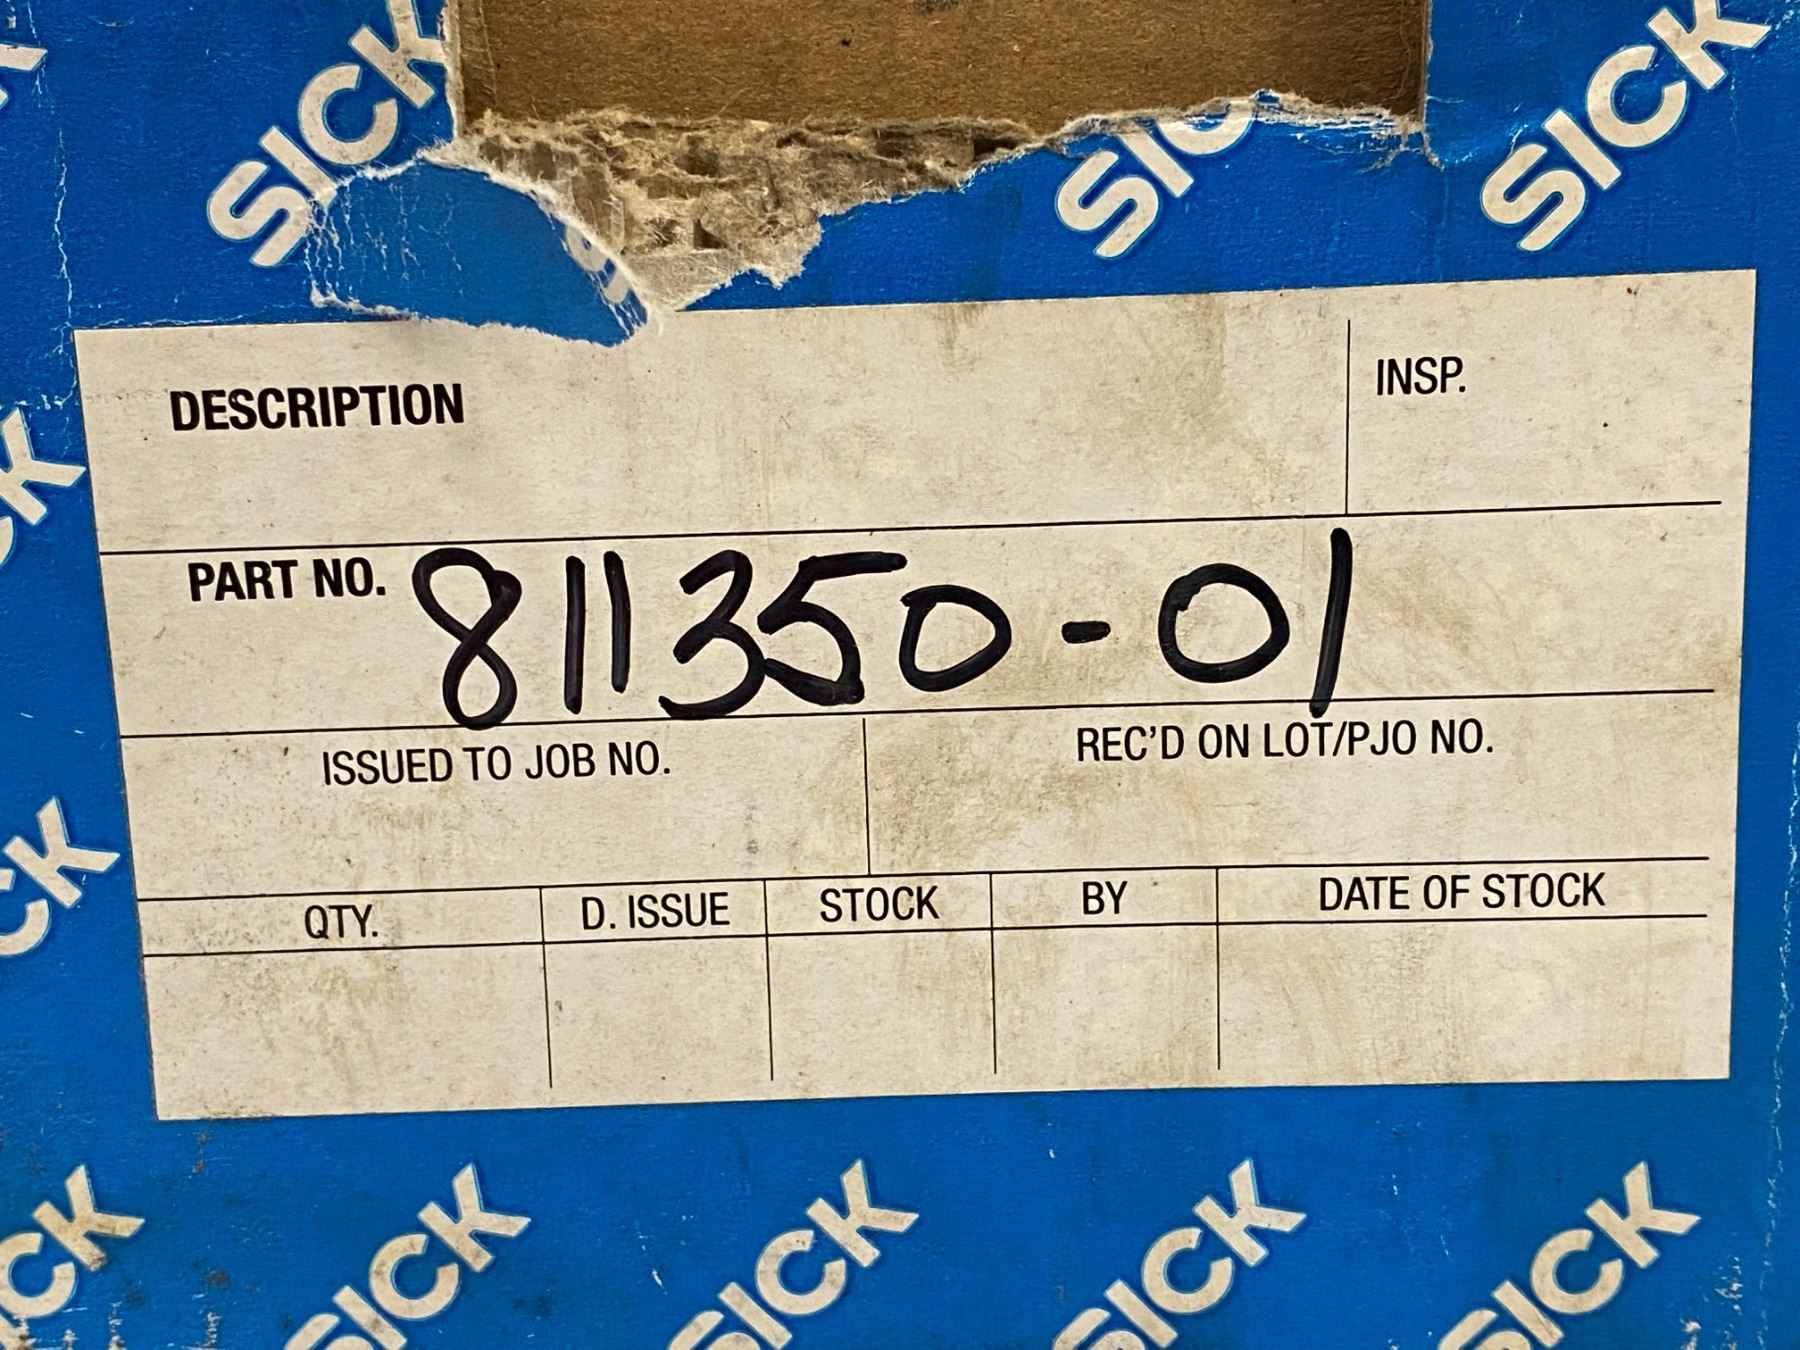 SICK SICK SICK
DESCRIPTION INSP.
PART NO. 811350-01
ISSUED TO JOB NO. REC'D ON LOT/PJO NO.
QTY. D. ISSUE STOCK BY DATE OF STOCK
SICK SICK SICK SICK